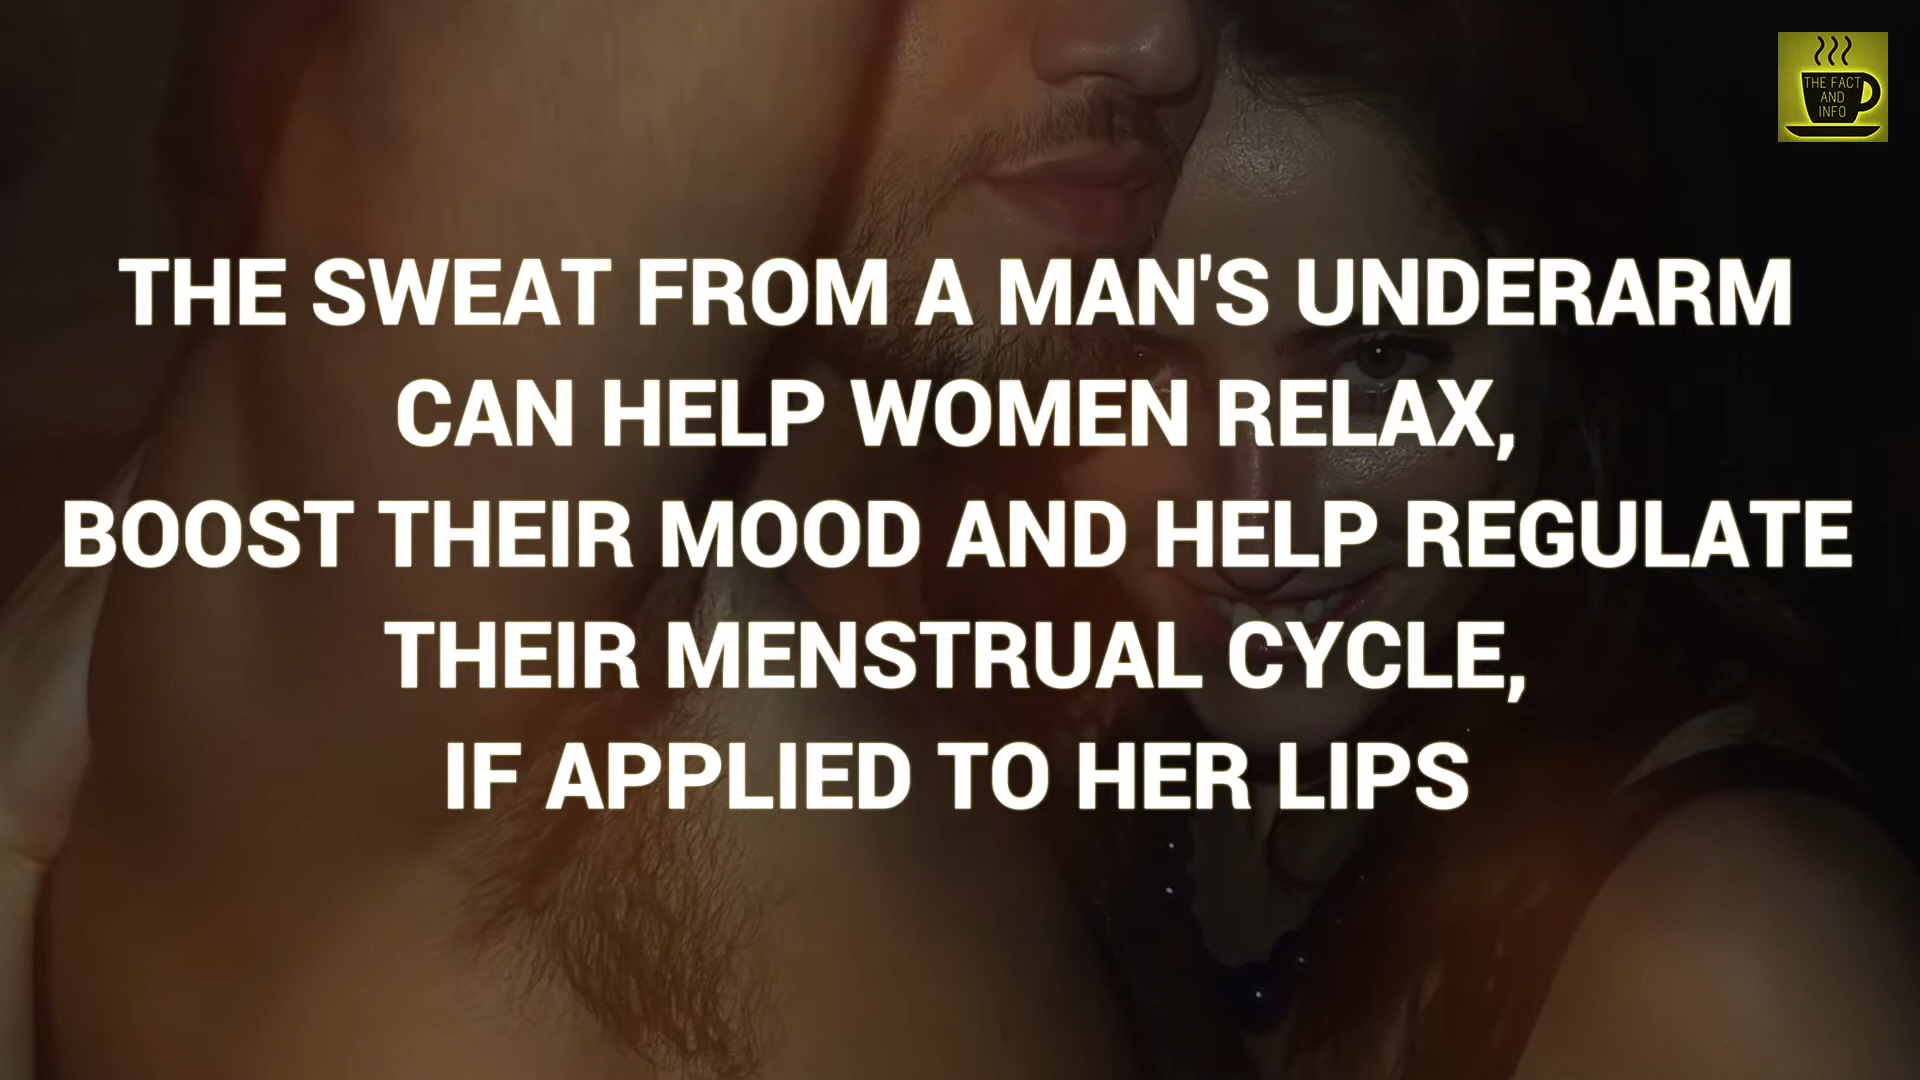 THE FACT
AND
INFO
THE SWEAT FROM A MAN'S UNDERARM
CAN HELP WOMEN RELAX,
BOOST THEIR MOOD AND HELP REGULATE
THEIR MENSTRUAL CYCLE,
IF APPLIED TO HER LIPS